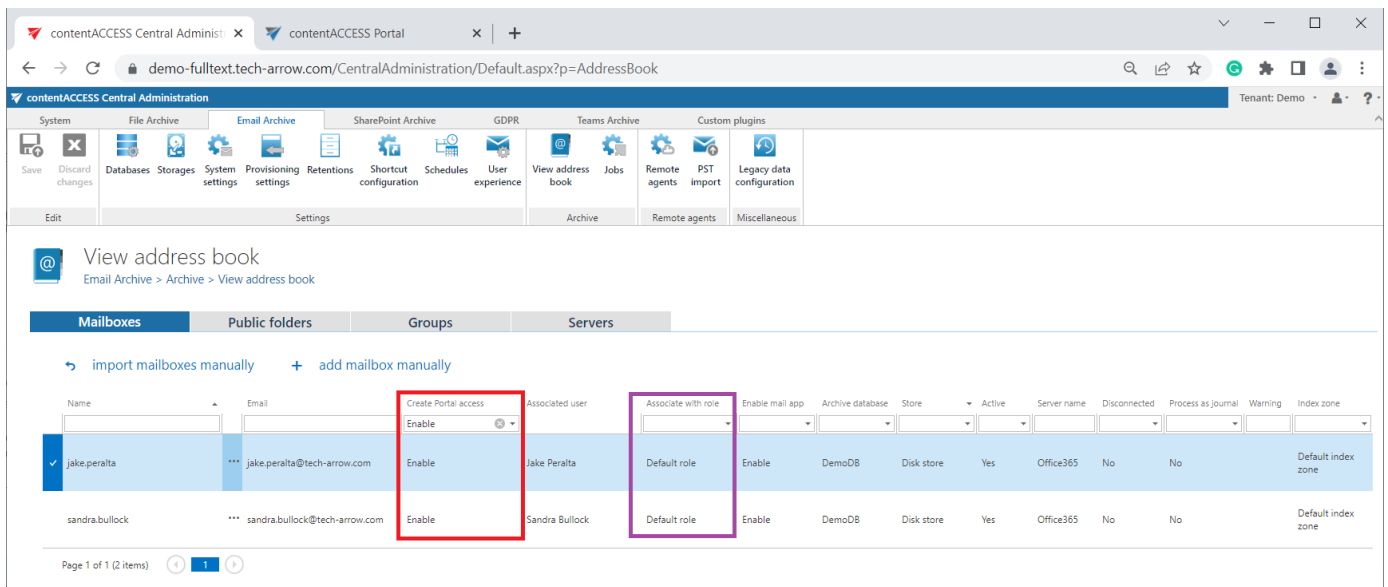 contentACCESS Central Administ
contentACCESS Portal
demo-fulltext.tech-arrow.com/CentralAdministration/Default.aspx?p=AddressBook
contentACCESS Central Administration
Tenant: Demo
System File Archive Email Archive SharePoint Archive GDPR Teams Archive Custom plugins
Save Discard changes Databases Storages System settings Provisioning settings Retentions Shortcut configuration Schedules User experience View address book Jobs Remote agents PST import Legacy data configuration
Edit Settings Archive Remote agents Miscellaneous
View address book
Email Archive > Archive > View address book
Mailboxes Public folders Groups Servers
import mailboxes manually + add mailbox manually
Name Email Create Portal access Associated user Associate with role Enable mail app Archive database Store Active Server name Disconnected Process as journal Warning Index zone
Enable
jake.peralta ••• jake.peralta@tech-arrow.com Enable Jake Peralta Default role Enable DemoDB Disk store Yes Office365 No No Default index zone
sandra.bullock ••• sandra.bullock@tech-arrow.com Enable Sandra Bullock Default role Enable DemoDB Disk store Yes Office365 No No Default index zone
Page 1 of 1 (2 items) 1